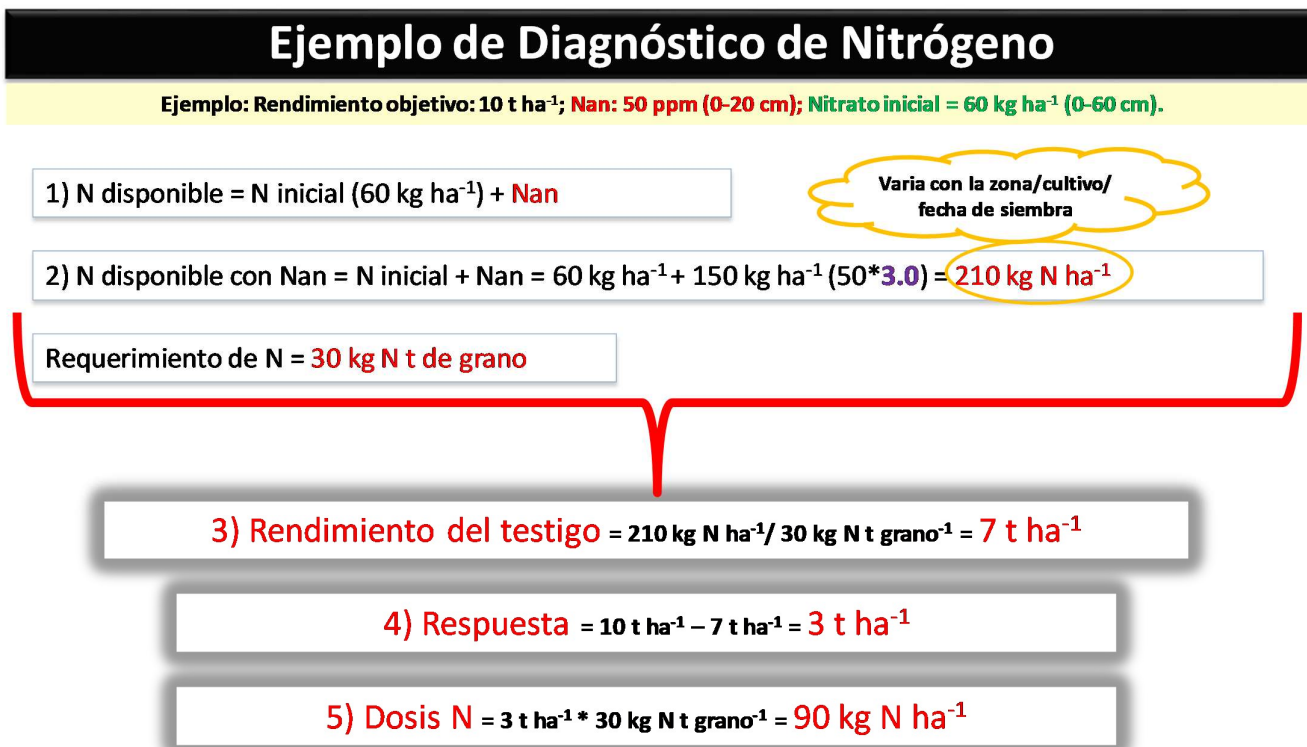 Ejemplo de Diagnóstico de Nitrógeno
Ejemplo: Rendimiento objetivo: 10 t ha⁻¹; Nan: 50 ppm (0-20 cm); Nitrato inicial = 60 kg ha⁻¹ (0-60 cm).
1) N disponible = N inicial (60 kg ha⁻¹) + Nan
Varia con la zona/cultivo/
fecha de siembra
2) N disponible con Nan = N inicial + Nan = 60 kg ha⁻¹ + 150 kg ha⁻¹ (50*3.0) = 210 kg N ha⁻¹
Requerimiento de N = 30 kg N t de grano
3) Rendimiento del testigo = 210 kg N ha⁻¹/ 30 kg N t grano⁻¹ = 7 t ha⁻¹
4) Respuesta = 10 t ha⁻¹ – 7 t ha⁻¹ = 3 t ha⁻¹
5) Dosis N = 3 t ha⁻¹ * 30 kg N t grano⁻¹ = 90 kg N ha⁻¹